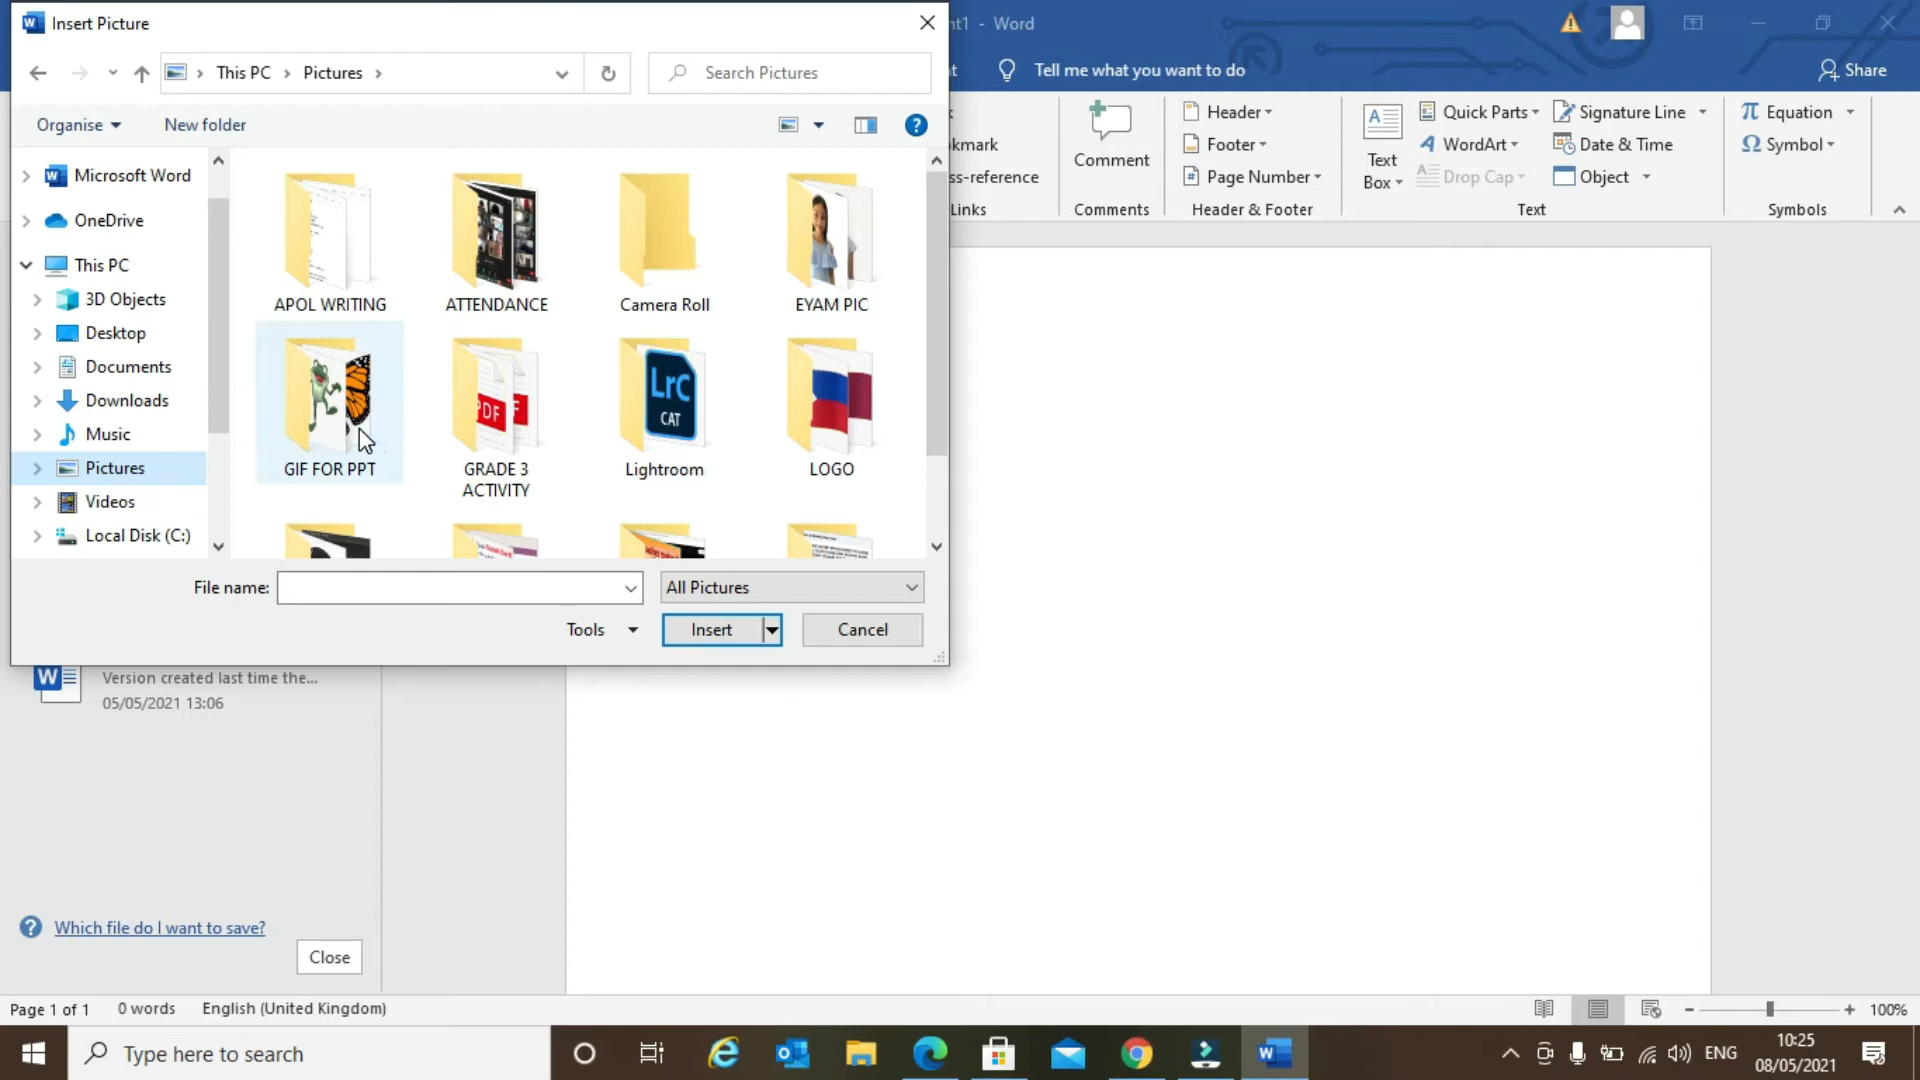 Insert Picture
nt1 - Word
This PC
Pictures
Search Pictures
nt
Tell me what you want to do
Share
Organise
New folder
Comment
Header
Footer
Page Number
Text Box
Quick Parts
WordArt
Drop Cap
Signature Line
Date & Time
Object
Equation
Symbol
kmark
ss-reference
Links
Comments
Header & Footer
Text
Symbols
Microsoft Word
OneDrive
This PC
3D Objects
Desktop
Documents
Downloads
Music
Pictures
Videos
Local Disk (C:)
APOL WRITING
ATTENDANCE
Camera Roll
EYAM PIC
PDF
F
LrC
CAT
GIF FOR PPT
GRADE 3
ACTIVITY
Lightroom
LOGO
File name:
All Pictures
Tools
Insert
Cancel
Version created last time the...
05/05/2021 13:06
Which file do I want to save?
Close
Page 1 of 1
0 words
English (United Kingdom)
100%
Type here to search
ENG
10:25
08/05/2021